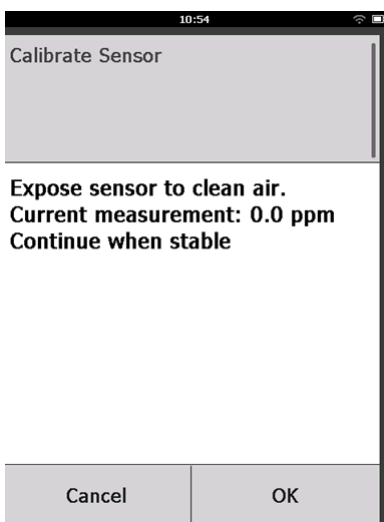 10:54
Calibrate Sensor
Expose sensor to clean air.
Current measurement: 0.0 ppm
Continue when stable
Cancel OK